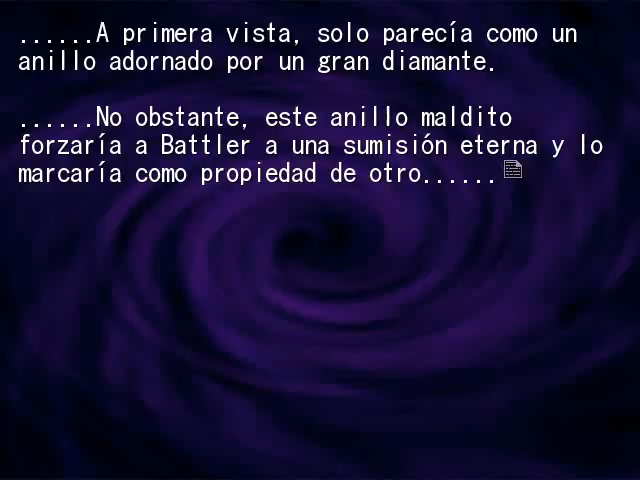 ......A primera vista, solo parecía como un
anillo adornado por un gran diamante.
......No obstante, este anillo maldito
forzaría a Battler a una sumisión eterna y lo
marcaría como propiedad de otro......